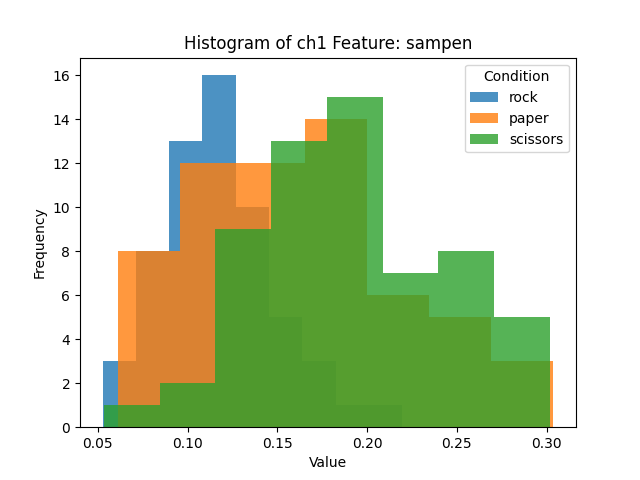 Histogram of ch1 Feature: sampen
Condition
rock
paper
scissors
16
14
12
10
8
6
4
2
0
Frequency
0.05 0.10 0.15 0.20 0.25 0.30
Value